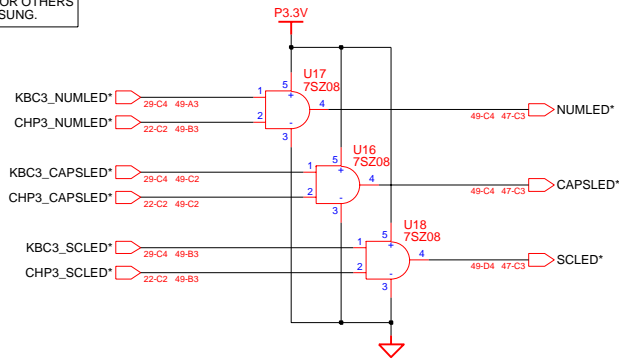 OR OTHERS
SUNG.
P3.3V
U17
7SZ08
KBC3_NUMLED*
29-C4 49-A3
1
5
+
4
49-C4 47-C3
NUMLED*
CHP3_NUMLED*
22-C2 49-B3
2
-
3
U16
7SZ08
KBC3_CAPSLED*
29-C4 49-C2
1
5
+
4
49-C4 47-C3
CAPSLED*
CHP3_CAPSLED*
22-C2 49-C2
2
-
3
U18
7SZ08
KBC3_SCLED*
29-C4 49-B3
1
5
+
4
49-D4 47-C3
SCLED*
CHP3_SCLED*
22-C2 49-B3
2
-
3